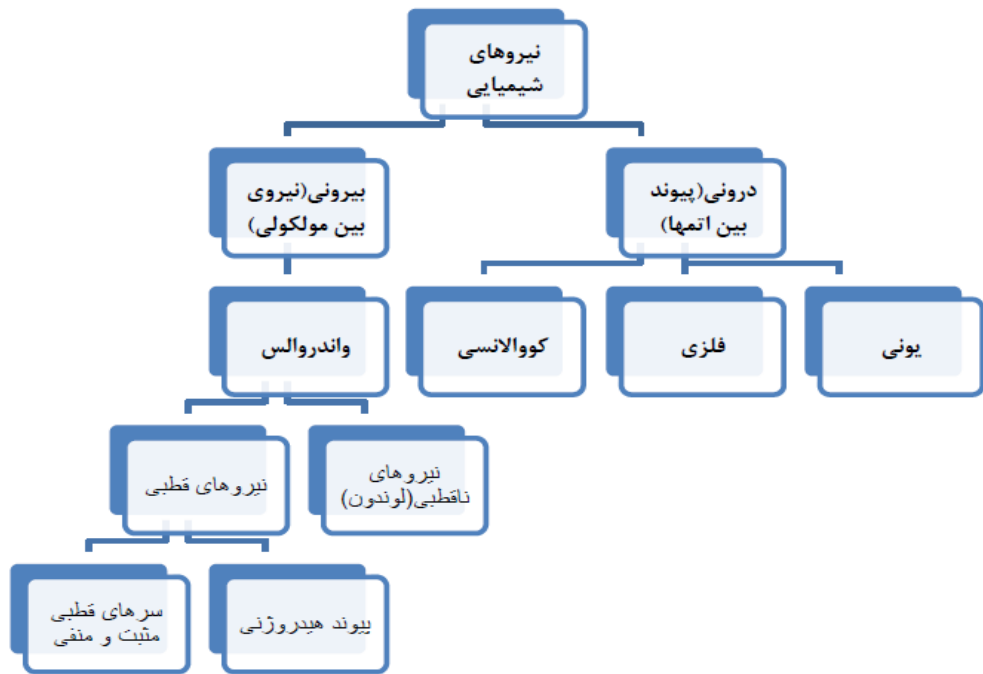 نیروهای
شیمیایی
درونی(پیوند
بین اتمها)
بیرونی(نیروی
بین مولکولی)
یونی
فلزی
کووالانسی
واندروالس
نیروهای
ناقطبی(لوندون)
نیروهای قطبی
پیوند هیدروژنی
سرهای قطبی
مثبت و منفی